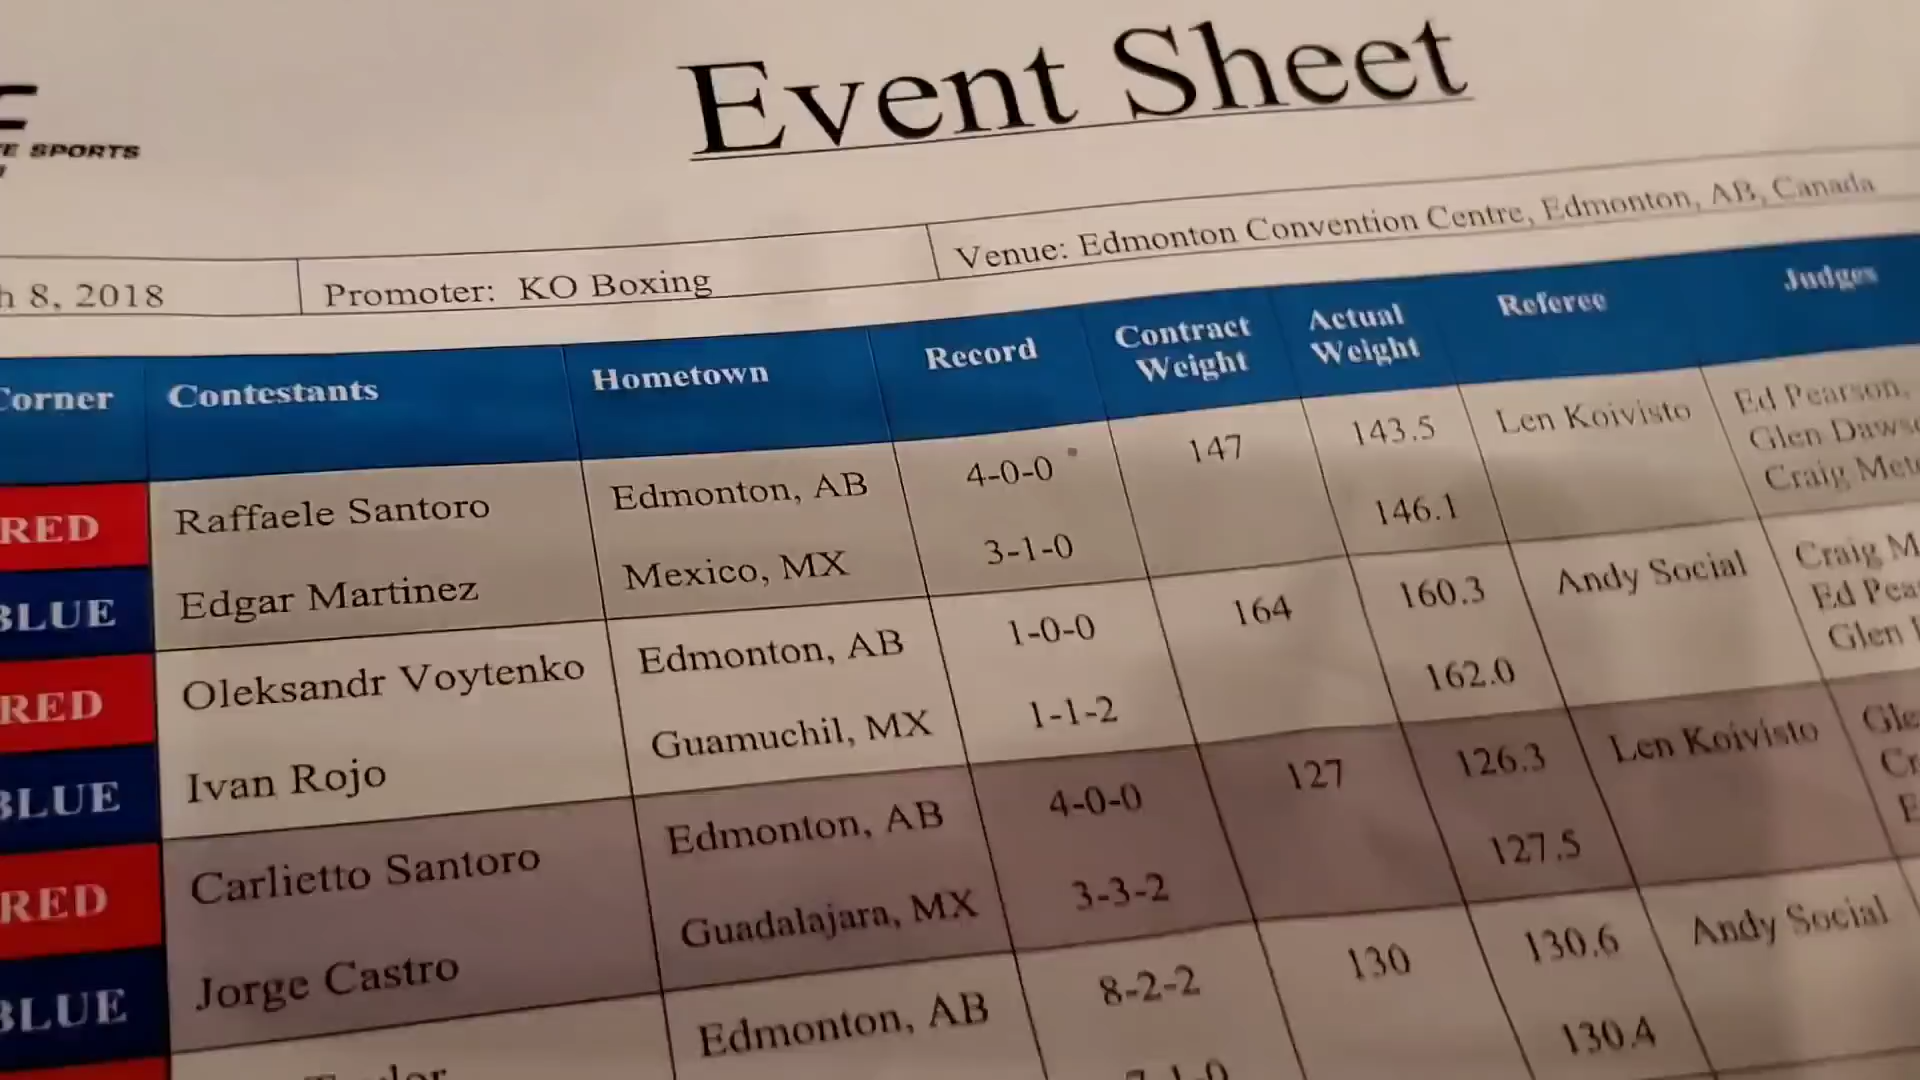 Event Sheet
SPORTS
8, 2018
Promoter: KO Boxing
Venue: Edmonton Convention Centre, Edmonton, AB, Canada
Corner Contestants Hometown Record Contract Weight Actual Weight Referee Judges
RED Raffaele Santoro Edmonton, AB 4-0-0 147 143.5 Len Koivisto Ed Pearson,
Glen
Craig
BLUE Edgar Martinez Mexico, MX 3-1-0 146.1
RED Oleksandr Voytenko Edmonton, AB 1-0-0 164 160.3 Andy Social Craig
Ed
Glen
BLUE Ivan Rojo Guamuchil, MX 1-1-2 162.0
RED Carlietto Santoro Edmonton, AB 4-0-0 127 126.3 Len Koivisto
BLUE Jorge Castro Guadalajara, MX 3-3-2 127.5
Edmonton, AB 8-2-2 130 130.6 Andy Social
130.4